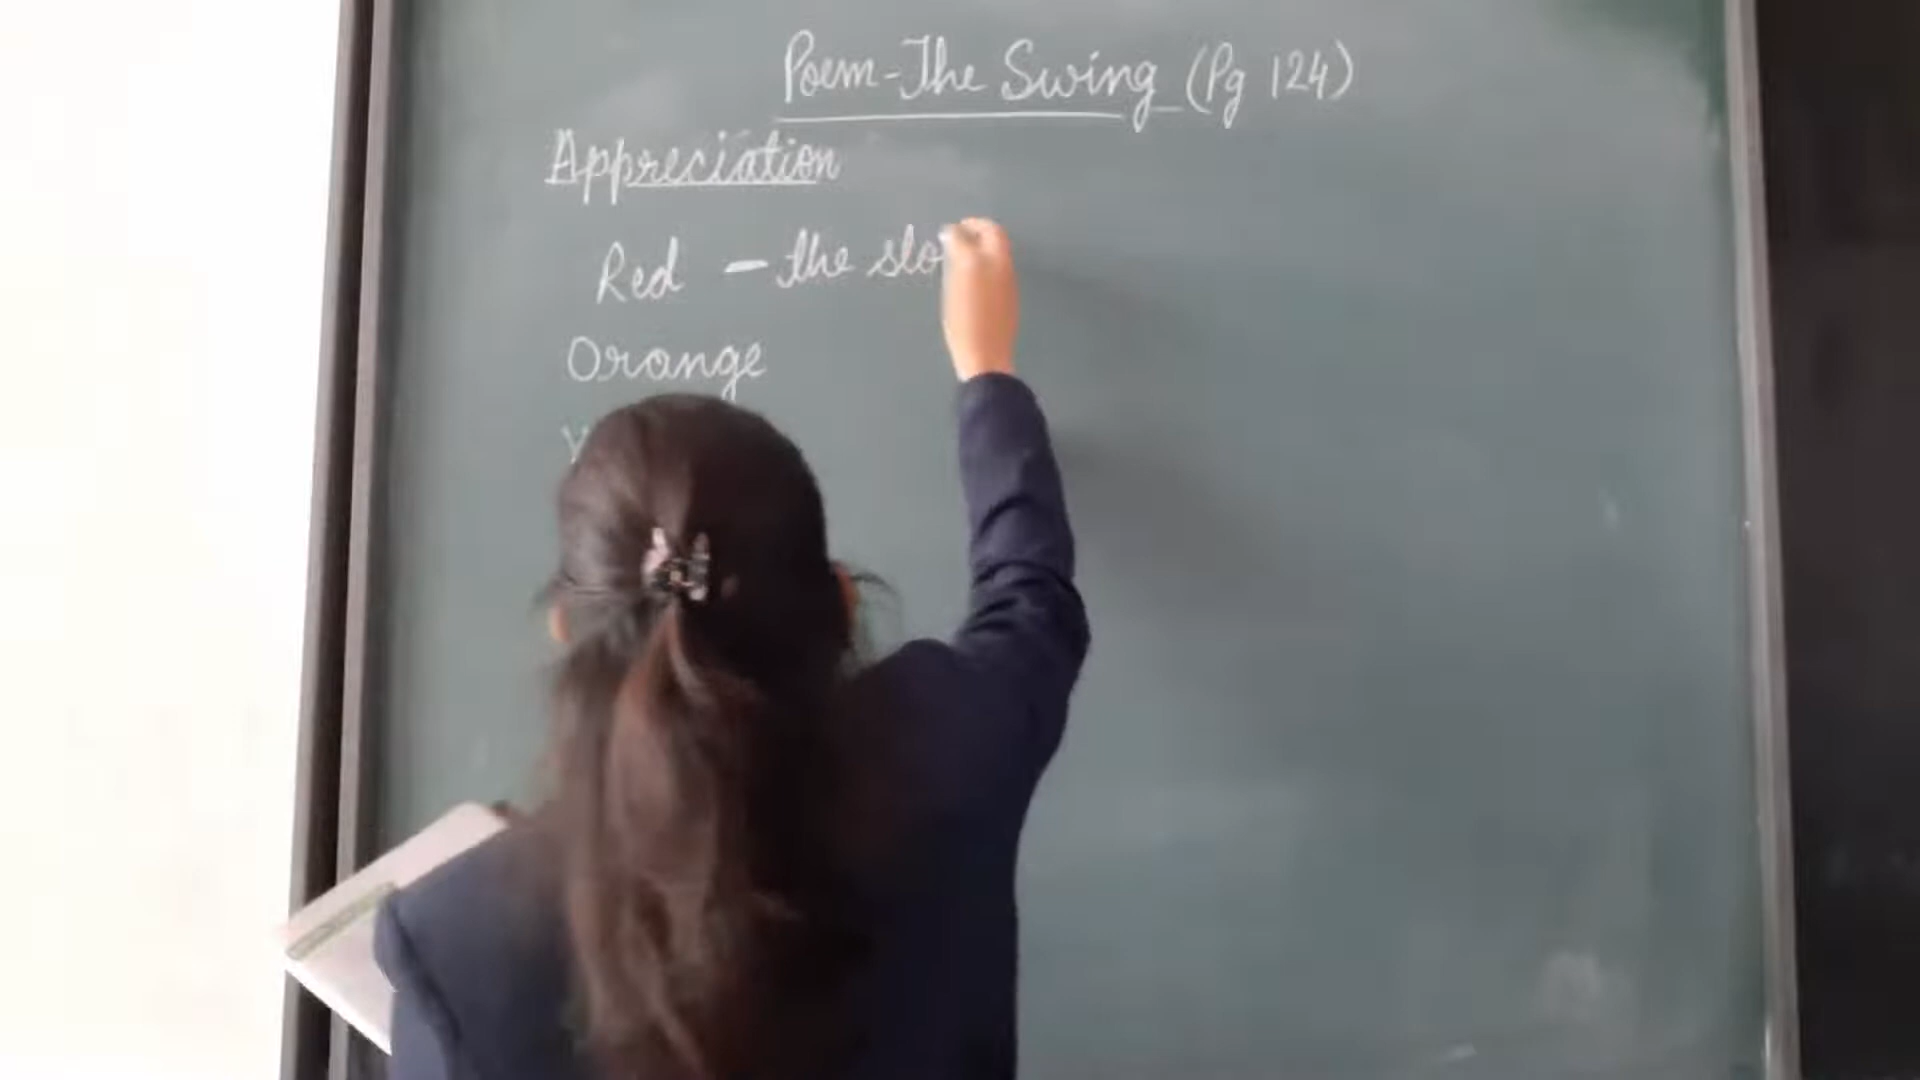 Poem-The Swing (Pg 124)
Appreciation
Red - the slo
Orange